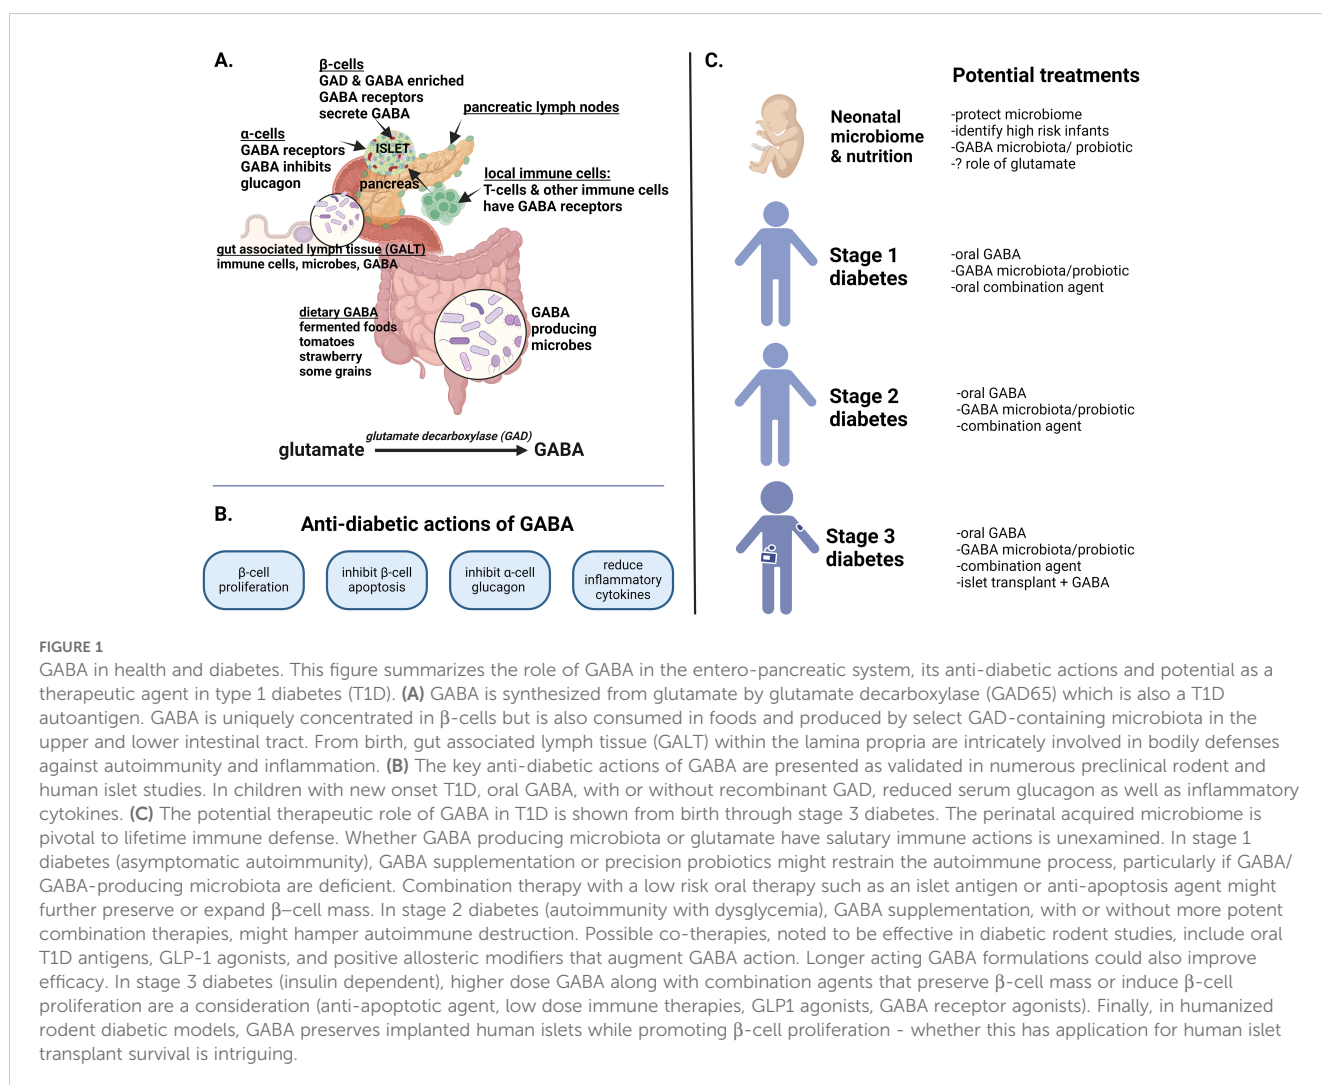 A.
β-cells
GAD & GABA enriched
GABA receptors
secrete GABA
pancreatic lymph nodes
α-cells
GABA receptors
GABA inhibits
glucagon
ISLET
pancreas
local immune cells:
T-cells & other immune cells
have GABA receptors
gut associated lymph tissue (GALT)
immune cells, microbes, GABA
dietary GABA
fermented foods
tomatoes
strawberry
some grains
GABA
producing
microbes
glutamate decarboxylase (GAD)
glutamate GABA
B.
Anti-diabetic actions of GABA
β-cell
proliferation
inhibit β-cell
apoptosis
inhibit α-cell
glucagon
reduce
inflammatory
cytokines
C.
Potential treatments
Neonatal
microbiome
& nutrition
-protect microbiome
-identify high risk infants
-GABA microbiota/ probiotic
-? role of glutamate
Stage 1
diabetes
-oral GABA
-GABA microbiota/probiotic
-oral combination agent
Stage 2
diabetes
-oral GABA
-GABA microbiota/probiotic
-combination agent
Stage 3
diabetes
-oral GABA
-GABA microbiota/probiotic
-combination agent
-islet transplant + GABA
FIGURE 1
GABA in health and diabetes. This figure summarizes the role of GABA in the entero-pancreatic system, its anti-diabetic actions and potential as a
therapeutic agent in type 1 diabetes (T1D). (A) GABA is synthesized from glutamate by glutamate decarboxylase (GAD65) which is also a T1D
autoantigen. GABA is uniquely concentrated in β-cells but is also consumed in foods and produced by select GAD-containing microbiota in the
upper and lower intestinal tract. From birth, gut associated lymph tissue (GALT) within the lamina propria are intricately involved in bodily defenses
against autoimmunity and inflammation. (B) The key anti-diabetic actions of GABA are presented as validated in numerous preclinical rodent and
human islet studies. In children with new onset T1D, oral GABA, with or without recombinant GAD, reduced serum glucagon as well as inflammatory
cytokines. (C) The potential therapeutic role of GABA in T1D is shown from birth through stage 3 diabetes. The perinatal acquired microbiome is
pivotal to lifetime immune defense. Whether GABA producing microbiota or glutamate have salutary immune actions is unexamined. In stage 1
diabetes (asymptomatic autoimmunity), GABA supplementation or precision probiotics might restrain the autoimmune process, particularly if GABA/
GABA-producing microbiota are deficient. Combination therapy with a low risk oral therapy such as an islet antigen or anti-apoptosis agent might
further preserve or expand β–cell mass. In stage 2 diabetes (autoimmunity with dysglycemia), GABA supplementation, with or without more potent
combination therapies, might hamper autoimmune destruction. Possible co-therapies, noted to be effective in diabetic rodent studies, include oral
T1D antigens, GLP-1 agonists, and positive allosteric modifiers that augment GABA action. Longer acting GABA formulations could also improve
efficacy. In stage 3 diabetes (insulin dependent), higher dose GABA along with combination agents that preserve β-cell mass or induce β-cell
proliferation are a consideration (anti-apoptotic agent, low dose immune therapies, GLP1 agonists, GABA receptor agonists). Finally, in humanized
rodent diabetic models, GABA preserves implanted human islets while promoting β-cell proliferation - whether this has application for human islet
transplant survival is intriguing.